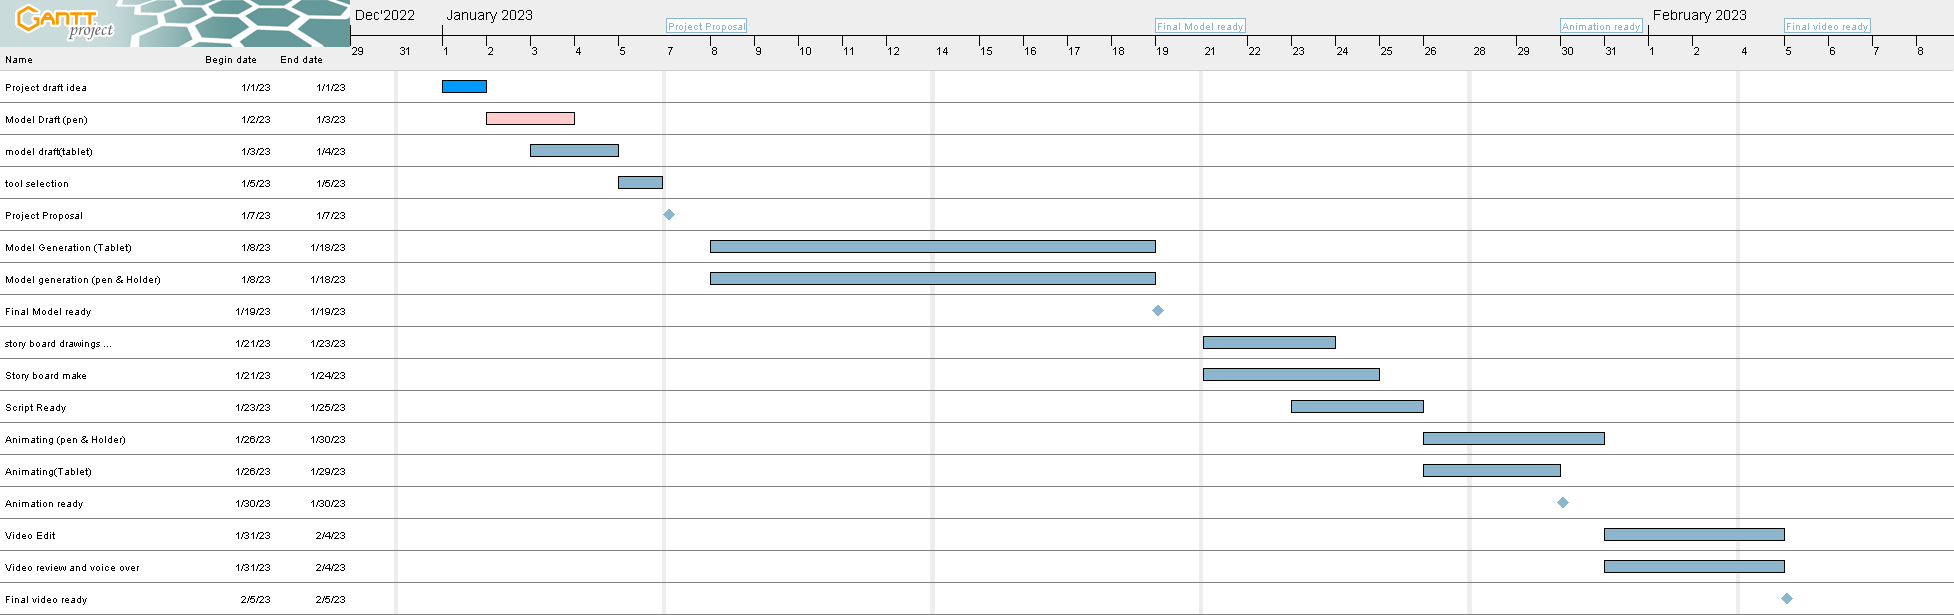 GANTT
project
Dec'2022 January 2023 February 2023
Project Proposal Final Model ready Animation ready Final video ready
29 31 1 2 3 4 5 7 8 9 10 11 12 14 15 16 17 18 19 21 22 23 24 25 26 28 29 30 31 1 2 4 5 6 7 8
Name Begin date End date
Project draft idea 1/1/23 1/1/23
Model Draft (pen) 1/2/23 1/3/23
model draft(tablet) 1/3/23 1/4/23
tool selection 1/5/23 1/5/23
Project Proposal 1/7/23 1/7/23
Model Generation (Tablet) 1/8/23 1/18/23
Model generation (pen & Holder) 1/8/23 1/18/23
Final Model ready 1/19/23 1/19/23
story board drawings ... 1/21/23 1/23/23
Story board make 1/21/23 1/24/23
Script Ready 1/23/23 1/25/23
Animating (pen & Holder) 1/26/23 1/30/23
Animating(Tablet) 1/26/23 1/29/23
Animation ready 1/30/23 1/30/23
Video Edit 1/31/23 2/4/23
Video review and voice over 1/31/23 2/4/23
Final video ready 2/5/23 2/5/23